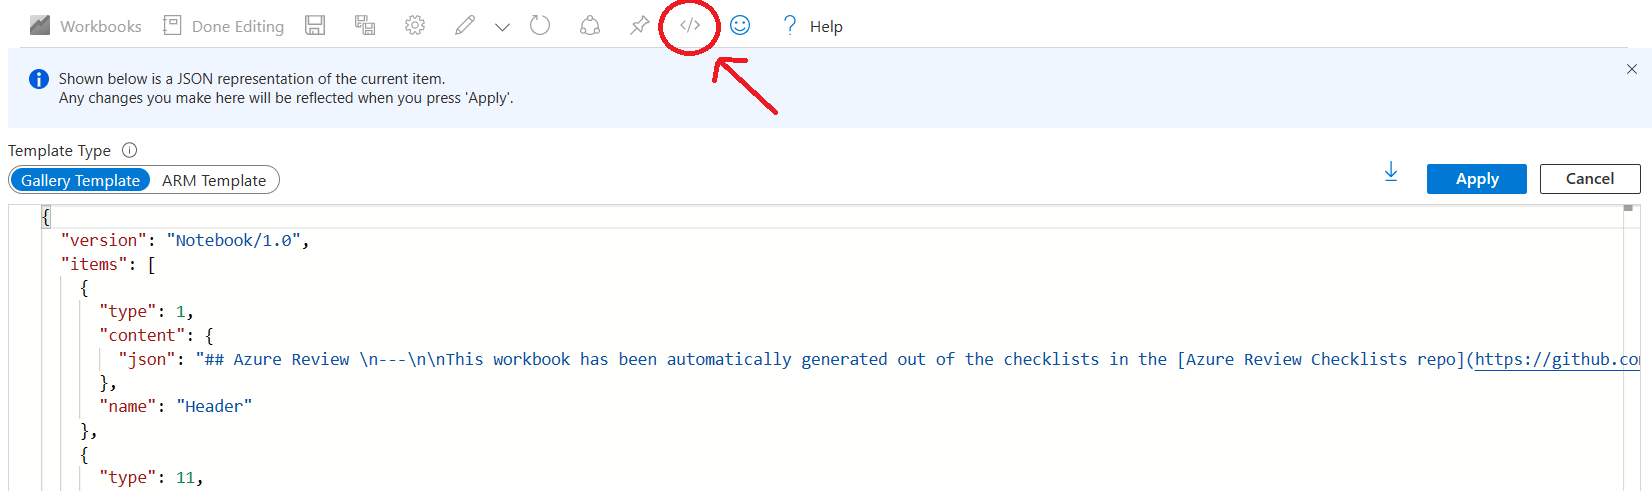 Workbooks Done Editing </> ? Help
Shown below is a JSON representation of the current item.
Any changes you make here will be reflected when you press 'Apply'.
Template Type
Gallery Template ARM Template Apply Cancel
{
"version": "Notebook/1.0",
"items": [
{
"type": 1,
"content": {
"json": "## Azure Review \n---\n\nThis workbook has been automatically generated out of the checklists in the [Azure Review Checklists repo](https://github.co
},
"name": "Header"
},
{
"type": 11,